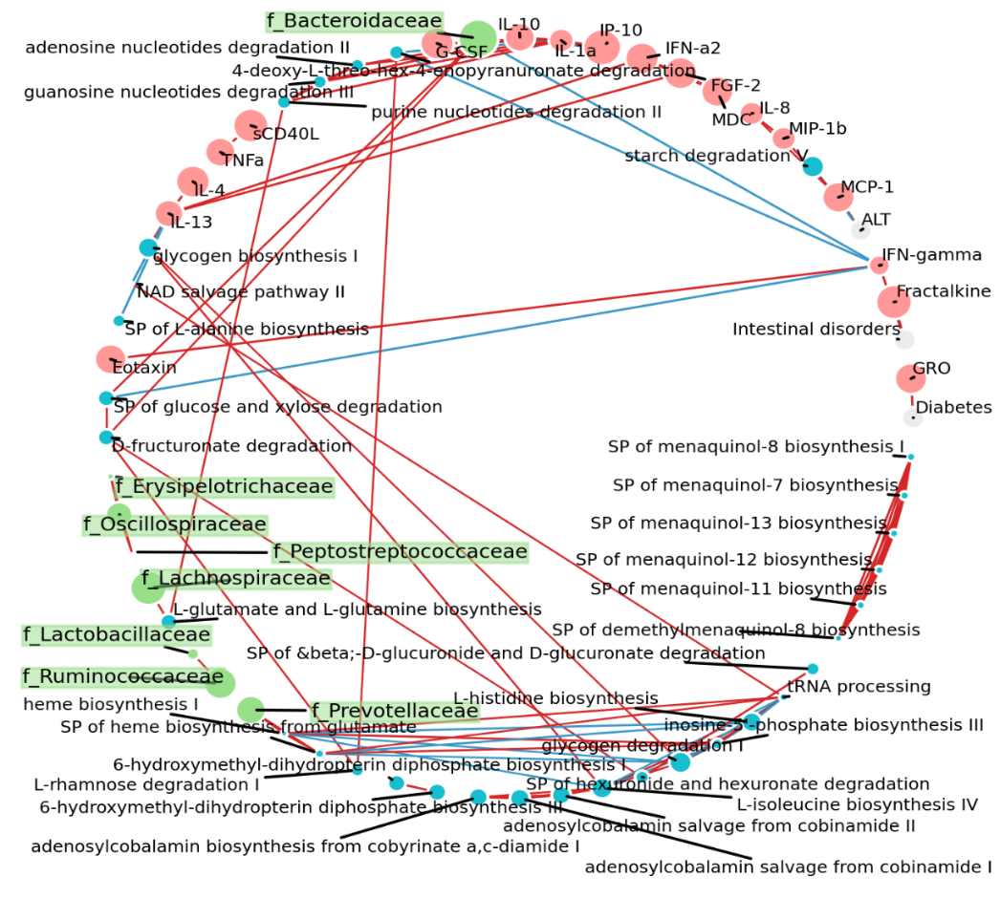 f_Bacteroidaceae
IL-10
IP-10
adenosine nucleotides degradation II
G-CSF
IL-1a
IFN-a2
4-deoxy-L-threo-hex-4-enopyranuronate degradation
guanosine nucleotides degradation III
FGF-2
purine nucleotides degradation II
IL-8
MDC
sCD40L
MIP-1b
TNFa
starch degradation V
IL-4
MCP-1
IL-13
ALT
glycogen biosynthesis I
IFN-gamma
NAD salvage pathway II
Fractalkine
SP of L-alanine biosynthesis
Intestinal disorders
Eotaxin
GRO
SP of glucose and xylose degradation
Diabetes
D-fructuronate degradation
SP of menaquinol-8 biosynthesis I
f_Erysipelotrichaceae
SP of menaquinol-7 biosynthesis
f_Oscillospiraceae
SP of menaquinol-13 biosynthesis
f_Peptostreptococcaceae
SP of menaquinol-12 biosynthesis
f_Lachnospiraceae
SP of menaquinol-11 biosynthesis
L-glutamate and L-glutamine biosynthesis
f_Lactobacillaceae
SP of demethylmenaquinol-8 biosynthesis
SP of &beta;-D-glucuronide and D-glucuronate degradation
f_Ruminococcaceae
tRNA processing
heme biosynthesis I
L-histidine biosynthesis
f_Prevotellaceae
SP of heme biosynthesis from glutamate
inosine-5'-phosphate biosynthesis III
glycogen degradation I
6-hydroxymethyl-dihydropterin diphosphate biosynthesis I
L-rhamnose degradation I
SP of hexuronide and hexuronate degradation
6-hydroxymethyl-dihydropterin diphosphate biosynthesis III
L-isoleucine biosynthesis IV
adenosylcobalamin salvage from cobinamide II
adenosylcobalamin biosynthesis from cobyrinate a,c-diamide I
adenosylcobalamin salvage from cobinamide I